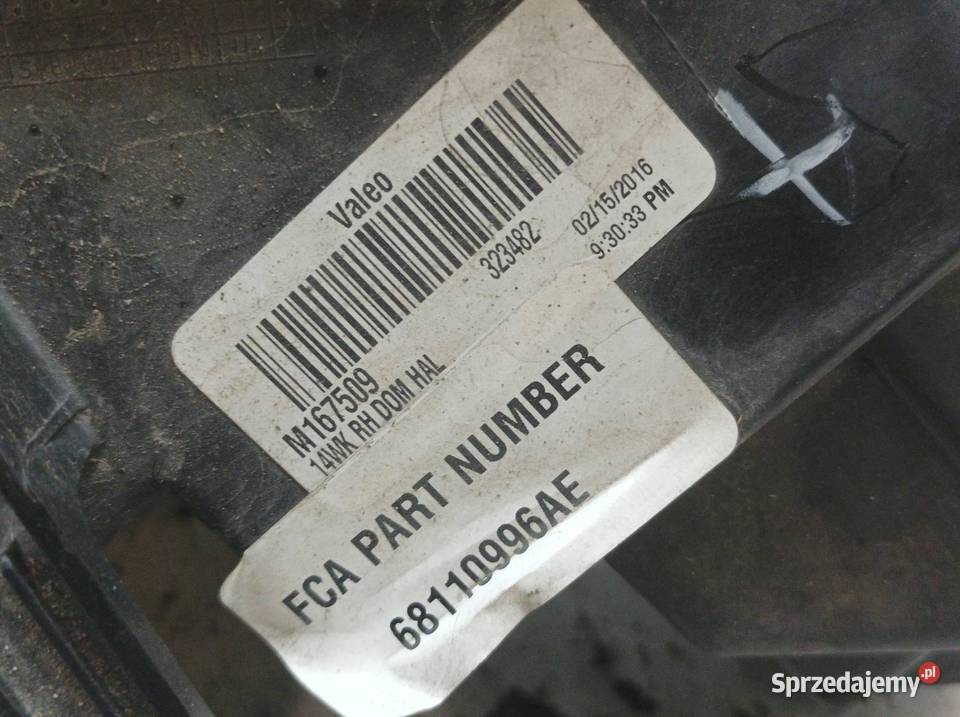 Valeo
323482
02/15/2016
9:30:33 PM
M167509
14WK RH DOM HAL
FCA PART NUMBER
68110996AE
Sprzedajemy.pl